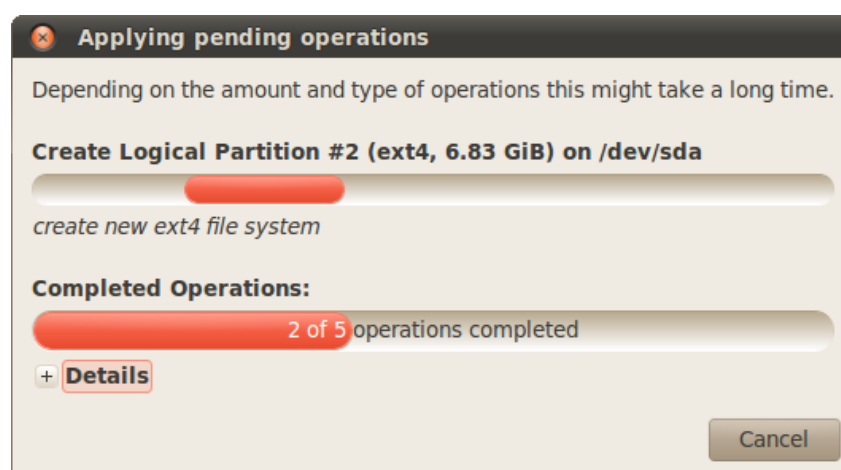 Applying pending operations
Depending on the amount and type of operations this might take a long time.
Create Logical Partition #2 (ext4, 6.83 GiB) on /dev/sda
create new ext4 file system
Completed Operations:
2 of 5 operations completed
+ Details
Cancel